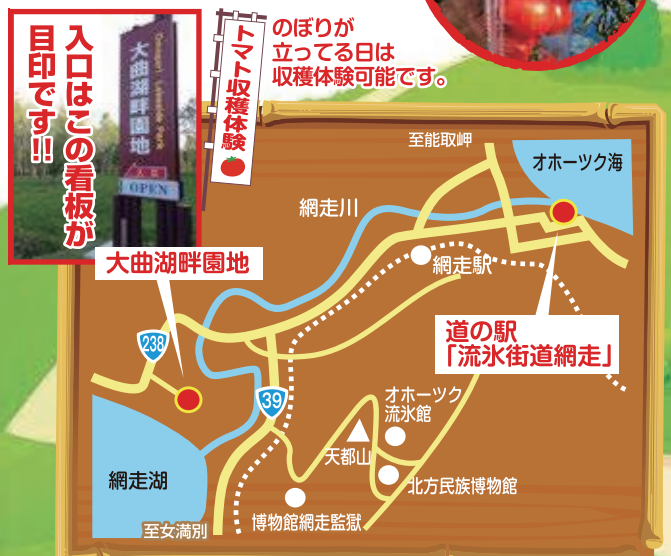 入口はこの看板が
目印です!!
Omagari Lakeside Park
大曲湖畔園地
入口
OPEN
トマト収穫体験
のぼりが
立ってる日は
収穫体験可能です。
至能取岬
オホーツク海
網走川
大曲湖畔園地
網走駅
道の駅
「流氷街道網走」
238
39
オホーツク
流氷館
天都山
北方民族博物館
網走湖
博物館網走監獄
至女満別